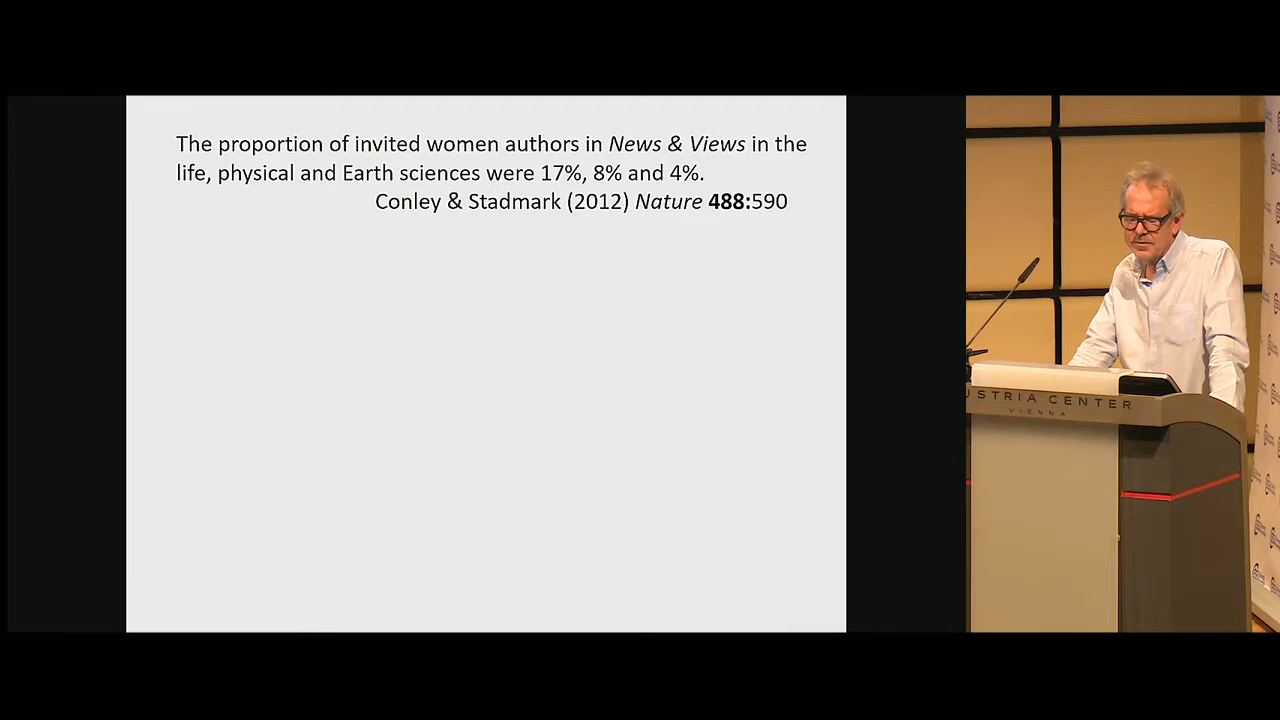 The proportion of invited women authors in News & Views in the
life, physical and Earth sciences were 17%, 8% and 4%.
Conley & Stadmark (2012) Nature 488:590
USTRIA CENTER
VIENNA